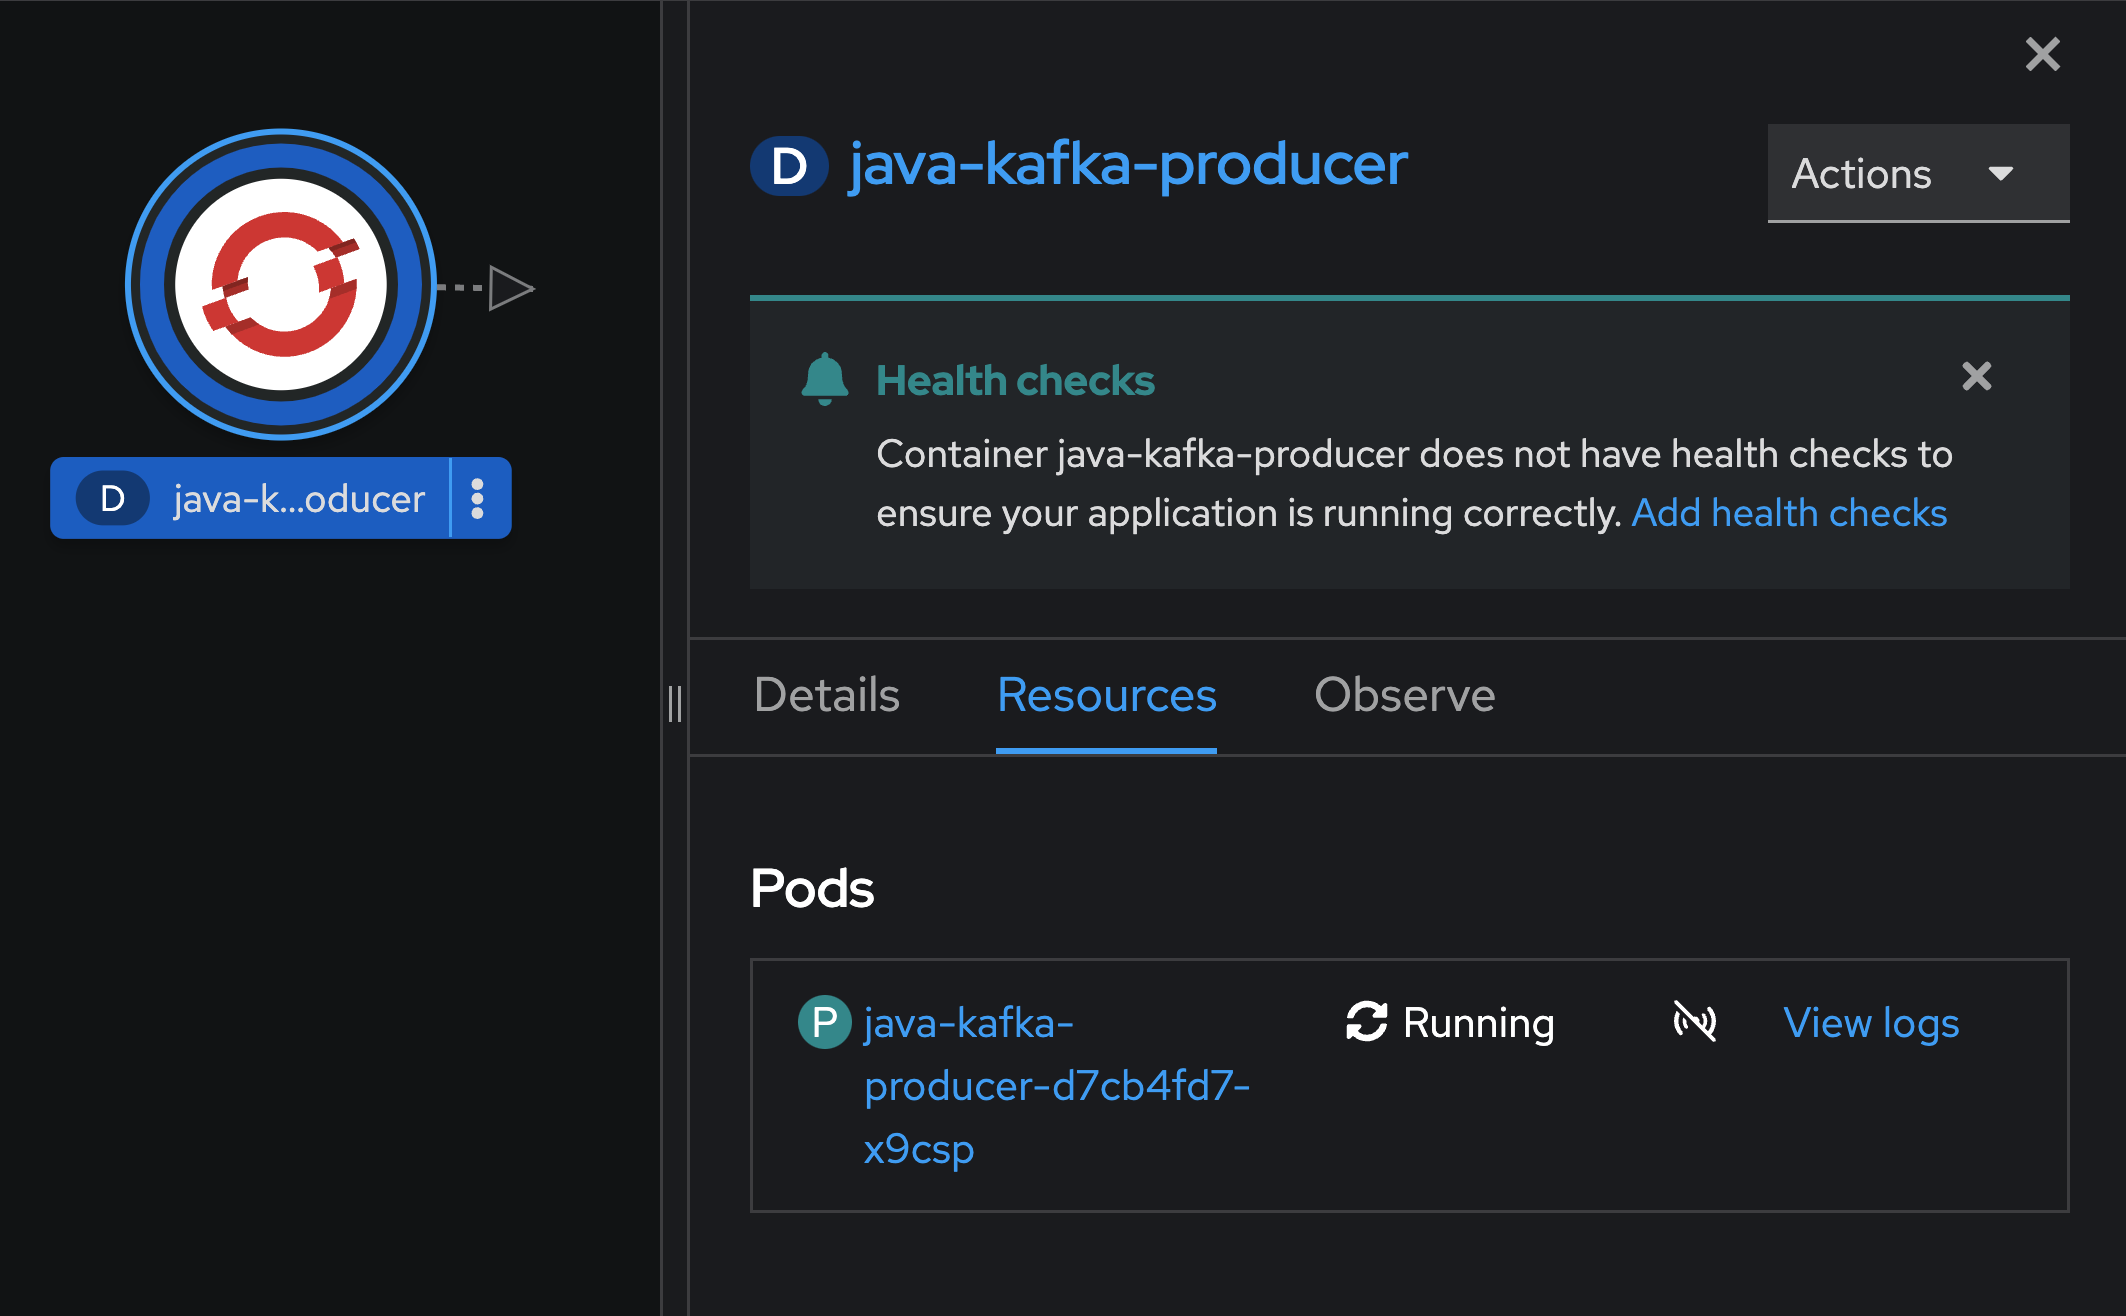 D java-k...oducer
D java-kafka-producer
Actions
Health checks
Container java-kafka-producer does not have health checks to
ensure your application is running correctly. Add health checks
Details Resources Observe
Pods
P java-kafka- Running View logs
producer-d7cb4fd7-
x9csp